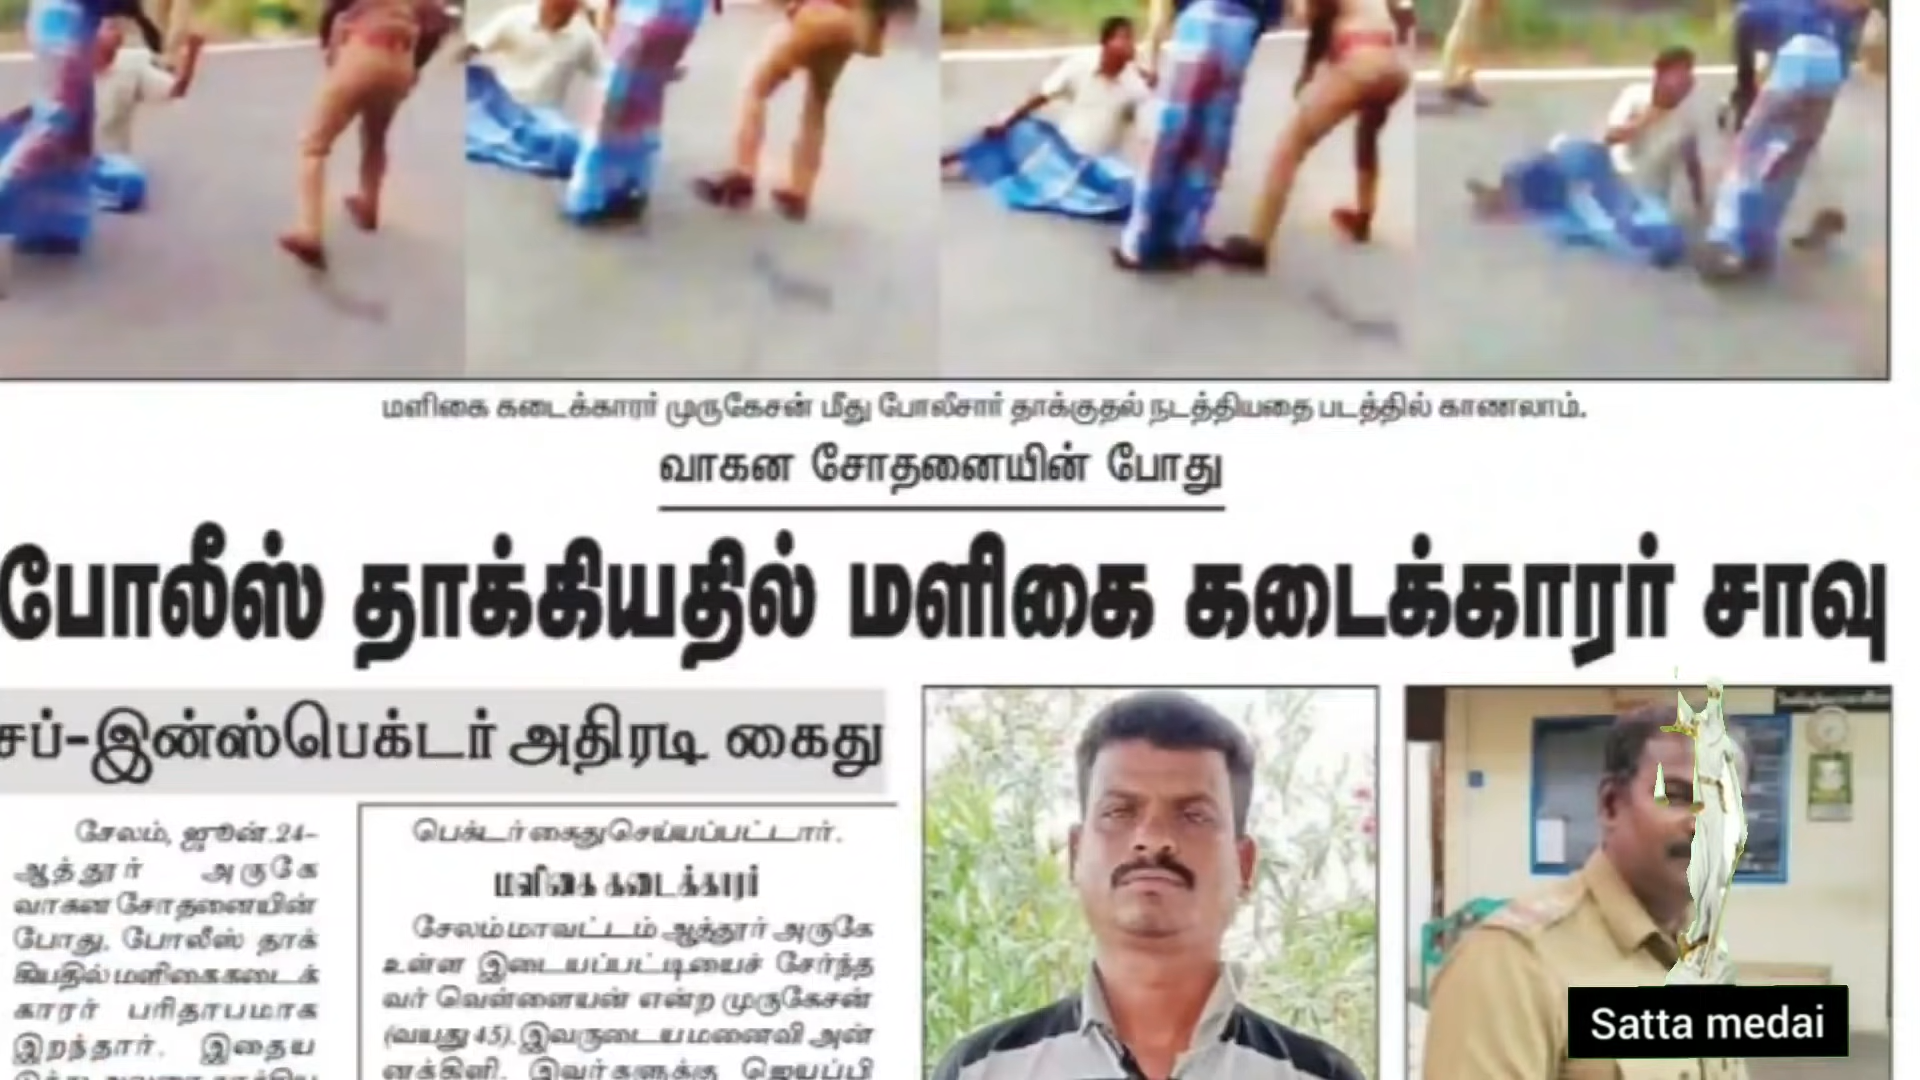 மளிகை கடைக்காரர் முருகேசன் மீது போலீசார் தாக்குதல் நடத்தியதை படத்தில் காணலாம்.
வாகன சோதனையின் போது
போலீஸ் தாக்கியதில் மளிகை கடைக்காரர் சாவு
சப்-இன்ஸ்பெக்டர் அதிரடி கைது
சேலம், ஜூன்.24-
ஆத்தூர் அருகே
வாகன சோதனையின்
போது, போலீஸ் தாக்
கியதில் மளிகை கடைக்
காரர் பரிதாபமாக
இறந்தார். இதைய
பெக்டர் கைது செய்யப்பட்டார்.
மளிகை கடைக்காரர்
சேலம் மாவட்டம் ஆத்தூர் அருகே
உள்ள இடையப்பட்டியைச் சேர்ந்த
வர் வெள்ளையன் என்ற முருகேசன்
(வயது 45). இவருடைய மனைவி அன்
னக்கிளி. இவர்களுக்கு ஜெயப்பி
Satta medai